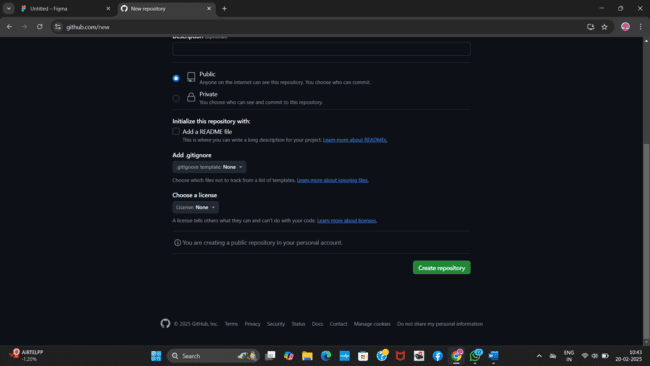 Untitled – Figma
New repository
github.com/new
Description (optional)
Public
Anyone on the internet can see this repository. You choose who can commit.
Private
You choose who can see and commit to this repository.
Initialize this repository with:
Add a README file
This is where you can write a long description for your project. Learn more about READMEs.
Add .gitignore
.gitignore template: None
Choose which files not to track from a list of templates. Learn more about ignoring files.
Choose a license
License: None
A license tells others what they can and can't do with your code. Learn more about licenses.
You are creating a public repository in your personal account.
Create repository
© 2025 GitHub, Inc. Terms Privacy Security Status Docs Contact Manage cookies Do not share my personal information
AIRTELPP
-1.20%
Search
ENG
IN
10:43
20-02-2025